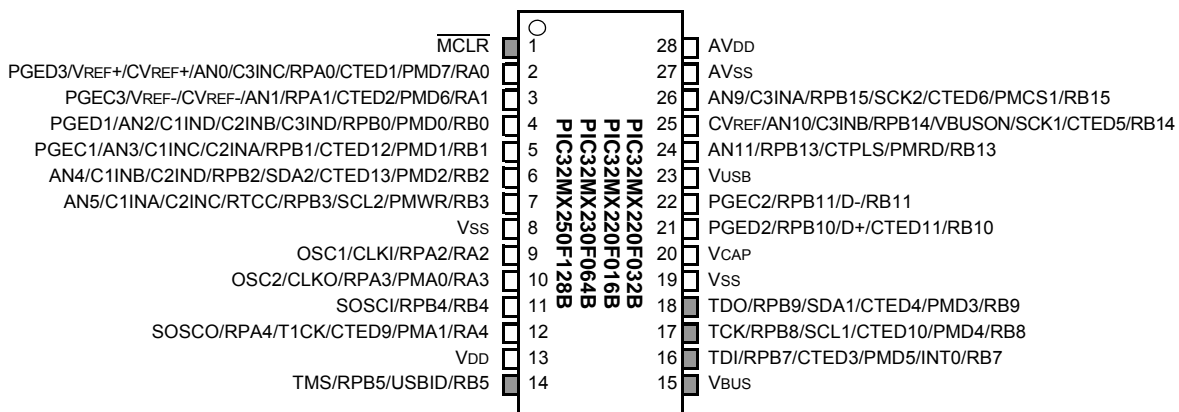 MCLR 1
PGED3/VREF+/CVREF+/AN0/C3INC/RPA0/CTED1/PMD7/RA0 2
PGEC3/VREF-/CVREF-/AN1/RPA1/CTED2/PMD6/RA1 3
PGED1/AN2/C1IND/C2INB/C3IND/RPB0/PMD0/RB0 4
PGEC1/AN3/C1INC/C2INA/RPB1/CTED12/PMD1/RB1 5
AN4/C1INB/C2IND/RPB2/SDA2/CTED13/PMD2/RB2 6
AN5/C1INA/C2INC/RTCC/RPB3/SCL2/PMWR/RB3 7
VSS 8
OSC1/CLKI/RPA2/RA2 9
OSC2/CLKO/RPA3/PMA0/RA3 10
SOSCI/RPB4/RB4 11
SOSCO/RPA4/T1CK/CTED9/PMA1/RA4 12
VDD 13
TMS/RPB5/USBID/RB5 14
PIC32MX220F032B
PIC32MX220F016B
PIC32MX230F064B
PIC32MX250F128B
28 AVDD
27 AVSS
26 AN9/C3INA/RPB15/SCK2/CTED6/PMCS1/RB15
25 CVREF/AN10/C3INB/RPB14/VBUSON/SCK1/CTED5/RB14
24 AN11/RPB13/CTPLS/PMRD/RB13
23 VUSB
22 PGEC2/RPB11/D-/RB11
21 PGED2/RPB10/D+/CTED11/RB10
20 VCAP
19 VSS
18 TDO/RPB9/SDA1/CTED4/PMD3/RB9
17 TCK/RPB8/SCL1/CTED10/PMD4/RB8
16 TDI/RPB7/CTED3/PMD5/INT0/RB7
15 VBUS